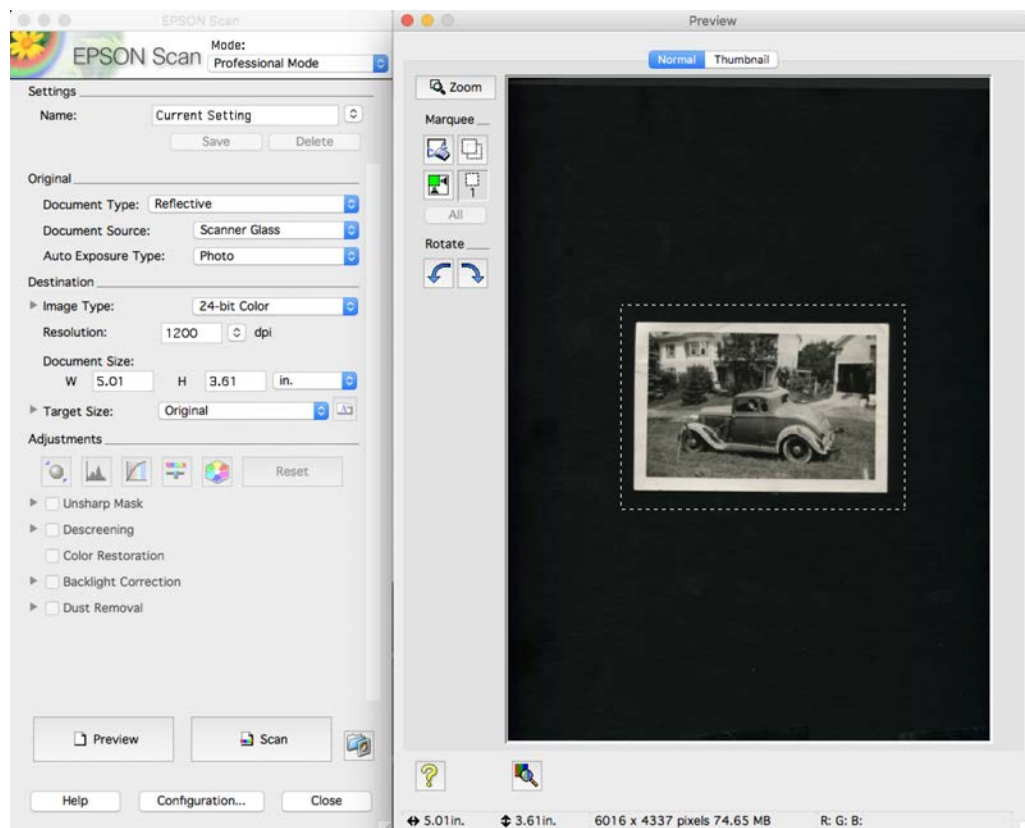 EPSON Scan
EPSON Scan
Mode:
Professional Mode
Settings
Name:
Current Setting
Save
Delete
Original
Document Type:
Reflective
Document Source:
Scanner Glass
Auto Exposure Type:
Photo
Destination
Image Type:
24-bit Color
Resolution:
1200
dpi
Document Size:
W 5.01 H 3.61 in.
Target Size:
Original
Adjustments
Reset
Unsharp Mask
Descreening
Color Restoration
Backlight Correction
Dust Removal
Preview
Scan
Help
Configuration...
Close
Preview
Normal
Thumbnail
Zoom
Marquee
1
All
Rotate
5.01in.
3.61in.
6016 x 4337 pixels 74.65 MB
R: G: B: